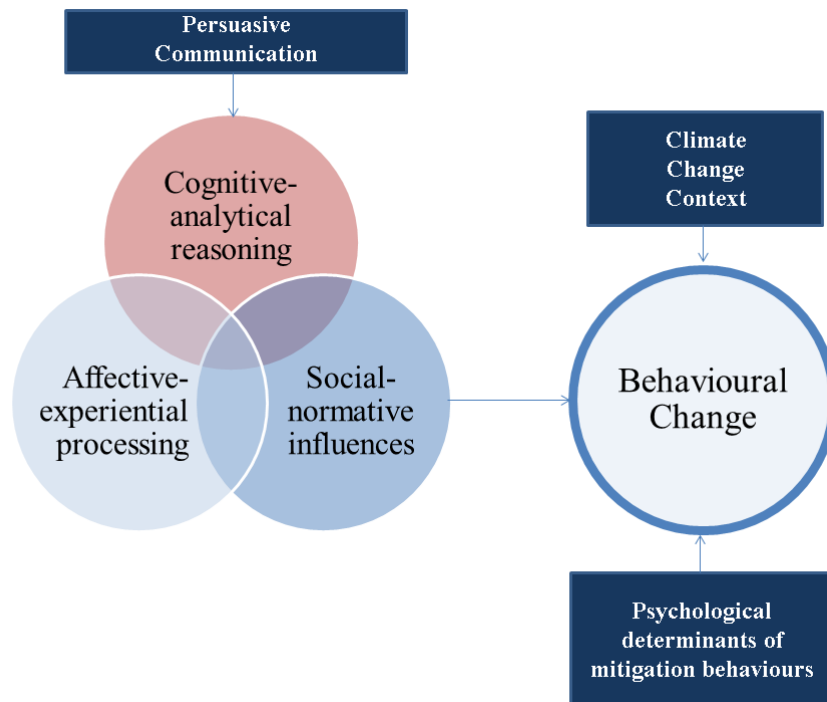 Persuasive
Communication
Cognitive-
analytical
reasoning
Affective-
experiential
processing
Social-
normative
influences
Climate
Change
Context
Behavioural
Change
Psychological
determinants of
mitigation behaviours